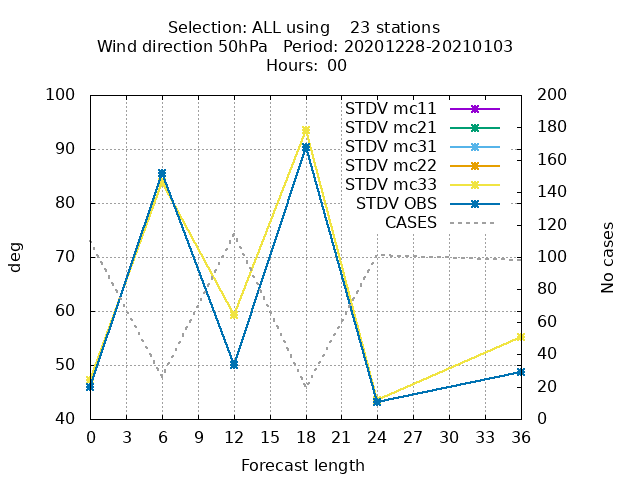 Selection: ALL using    23 stations
Wind direction 50hPa   Period: 20201228-20210103
Hours:  00
100 200
STDV mc11
180
STDV mc21
90
STDV mc31
160
STDV mc22
STDV mc33
140
80
STDV OBS
CASES
120
deg
70 100
No cases
80
60
60
50
40
20
40 0
0 3 6 9 12 15 18 21 24 27 30 33 36
Forecast length